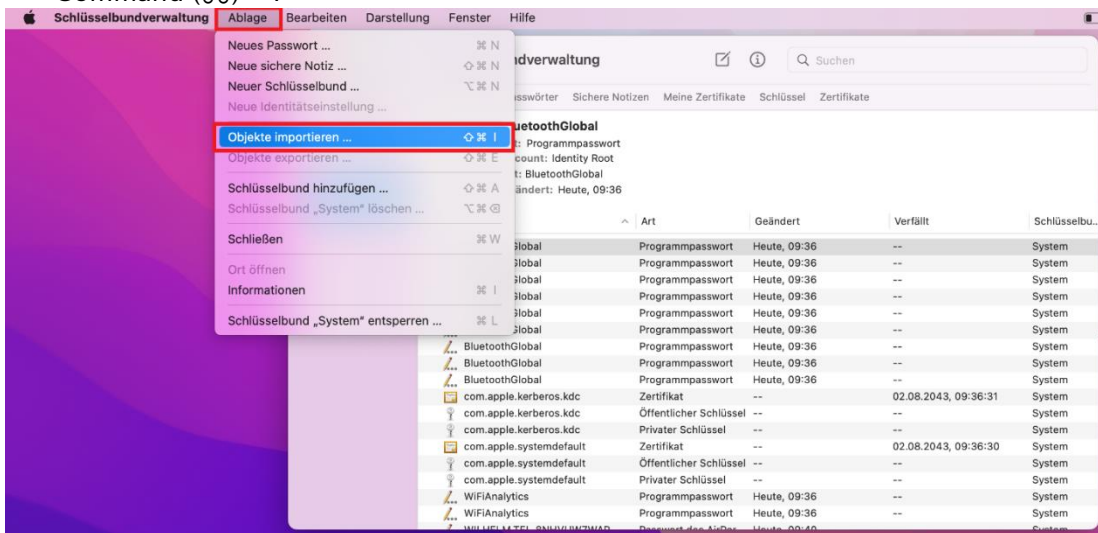 Command (⌘)
Schlüsselbundverwaltung Ablage Bearbeiten Darstellung Fenster Hilfe
Neues Passwort ... ⌘ N
Neue sichere Notiz ... ⇧ ⌘ N
Neuer Schlüsselbund ... ⌥ ⌘ N
Neue Identitätseinstellung ...
Objekte importieren ... ⇧ ⌘ I
Objekte exportieren ... ⇧ ⌘ E
Schlüsselbund hinzufügen ... ⇧ ⌘ A
Schlüsselbund „System“ löschen ... ⌥ ⌘ ⌫
Schließen ⌘ W
Ort öffnen
Informationen ⌘ I
Schlüsselbund „System“ entsperren ... ⌘ L
ndverwaltung
Suchen
sswörter Sichere Notizen Meine Zertifikate Schlüssel Zertifikate
uetoothGlobal
t: Programmpasswort
count: Identity Root
t: BluetoothGlobal
ändert: Heute, 09:36
Art Geändert Verfällt Schlüsselbu...
Global Programmpasswort Heute, 09:36 -- System
Global Programmpasswort Heute, 09:36 -- System
Global Programmpasswort Heute, 09:36 -- System
Global Programmpasswort Heute, 09:36 -- System
Global Programmpasswort Heute, 09:36 -- System
Global Programmpasswort Heute, 09:36 -- System
BluetoothGlobal Programmpasswort Heute, 09:36 -- System
BluetoothGlobal Programmpasswort Heute, 09:36 -- System
BluetoothGlobal Programmpasswort Heute, 09:36 -- System
com.apple.kerberos.kdc Zertifikat -- 02.08.2043, 09:36:31 System
com.apple.kerberos.kdc Öffentlicher Schlüssel -- -- System
com.apple.kerberos.kdc Privater Schlüssel -- -- System
com.apple.systemdefault Zertifikat -- 02.08.2043, 09:36:30 System
com.apple.systemdefault Öffentlicher Schlüssel -- -- System
com.apple.systemdefault Privater Schlüssel -- -- System
WiFiAnalytics Programmpasswort Heute, 09:36 -- System
WiFiAnalytics Programmpasswort Heute, 09:36 -- System